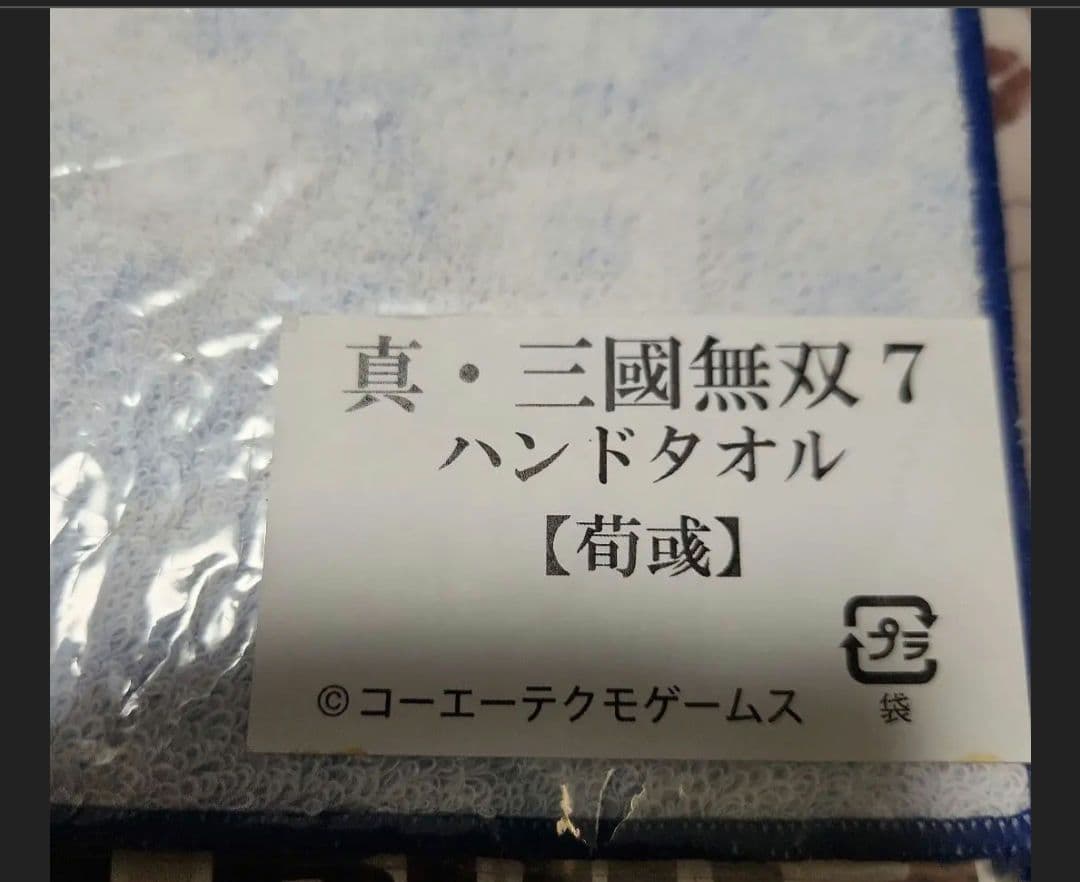 真・三國無双7
ハンドタオル
【荀彧】
プラ
袋
©コーエーテクモゲームス